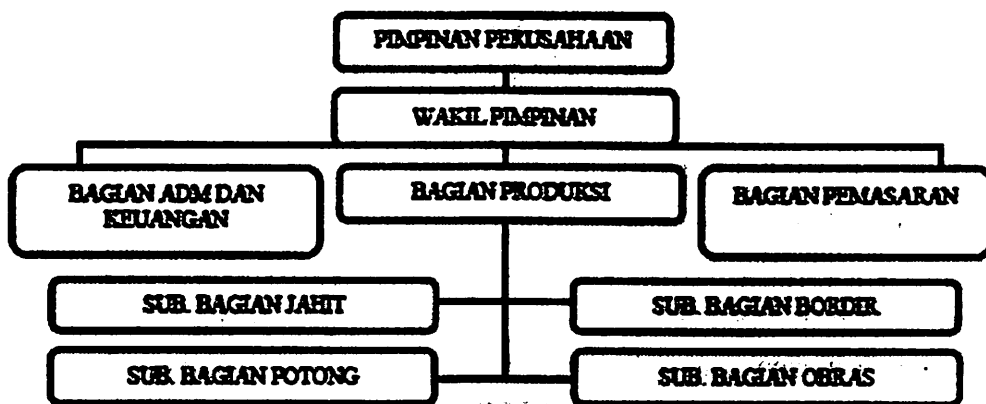 PIMPINAN PERUSAHAAN
WAKIL PIMPINAN
BAGIAN ADM DAN
KEUANGAN
BAGIAN PRODUKSI
BAGIAN PEMASARAN
SUB. BAGIAN JAHIT
SUB. BAGIAN BORDIR
SUB. BAGIAN POTONG
SUB. BAGIAN OBRAS